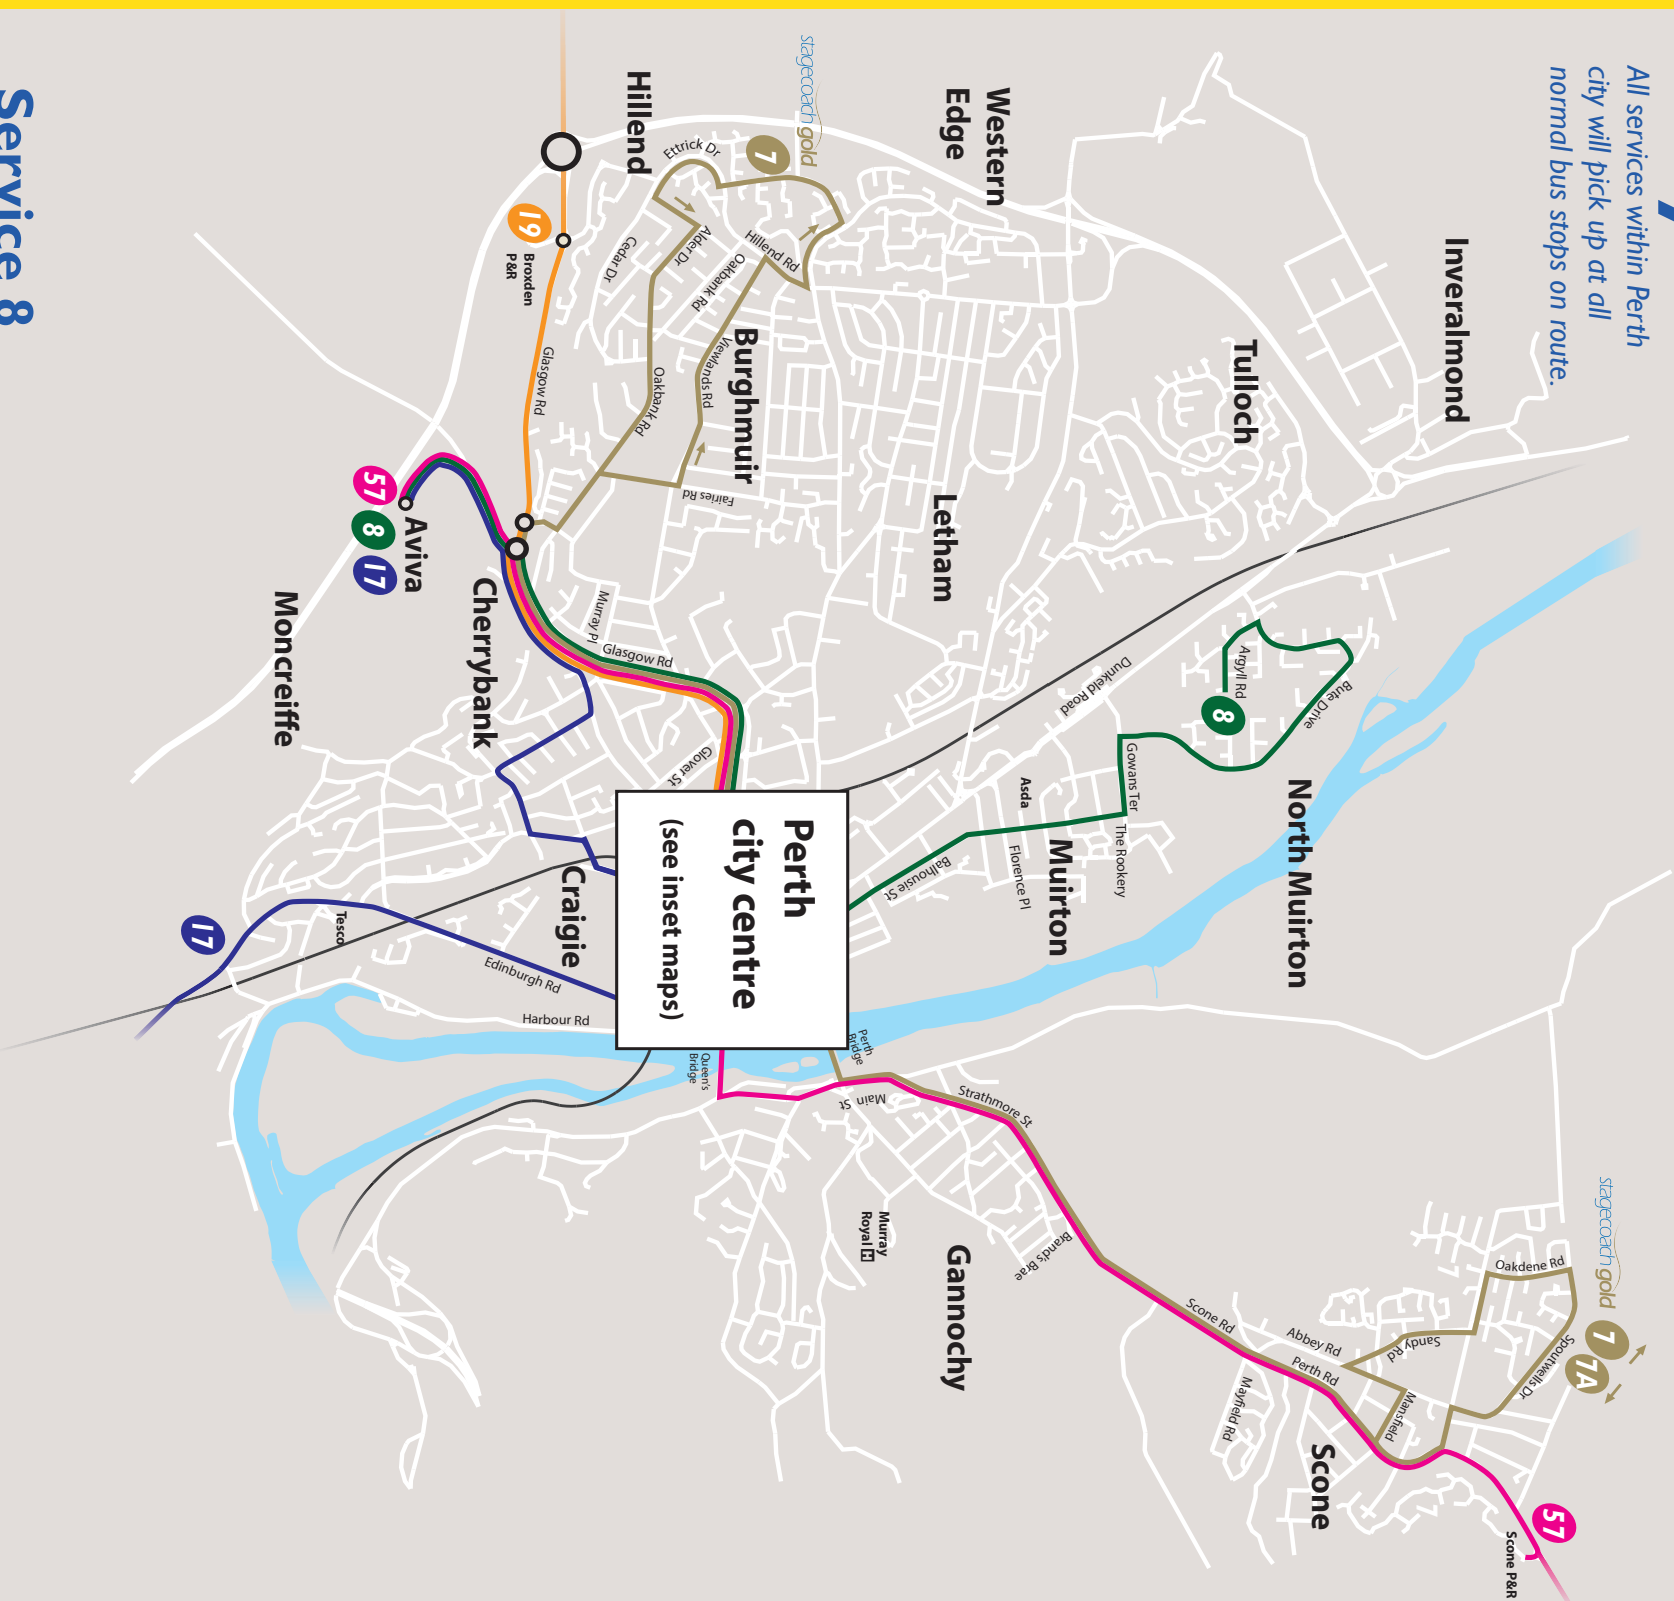 All services within Perth
city will pick up at all
normal bus stops on route.
Service 8
Inveralmond
Tulloch
Western
Edge
stagecoach gold
7
Hillend
Ettrick Dr
Hillend Rd
Alder Dr
Cedar Dr
Oakbank Rd
Viewlands Rd
Burghmuir
Oakbank Rd
Fairies Rd
19
Broxden
P&R
Glasgow Rd
Letham
57
8
17
Aviva
Cherrybank
Moncreiffe
Murray Pl
Glasgow Rd
Glover St
Dunkeld Road
Argyll Rd
8
Bute Drive
Gowans Ter
The Rookery
North Muirton
Asda
Muirton
Florence Pl
Balhousie St
Perth
city centre
(see inset maps)
Craigie
Tesco
17
Edinburgh Rd
Harbour Rd
Queen's
Bridge
Perth
Bridge
Main St
Strathmore St
Murray
Royal H
Gannochy
Brand's Brae
Scone Rd
Abbey Rd
Perth Rd
Mayfield Rd
Mansfield
Sandy Rd
Oakdene Rd
Spoutwells Dr
stagecoach gold
7
7A
Scone
57
Scone P&R